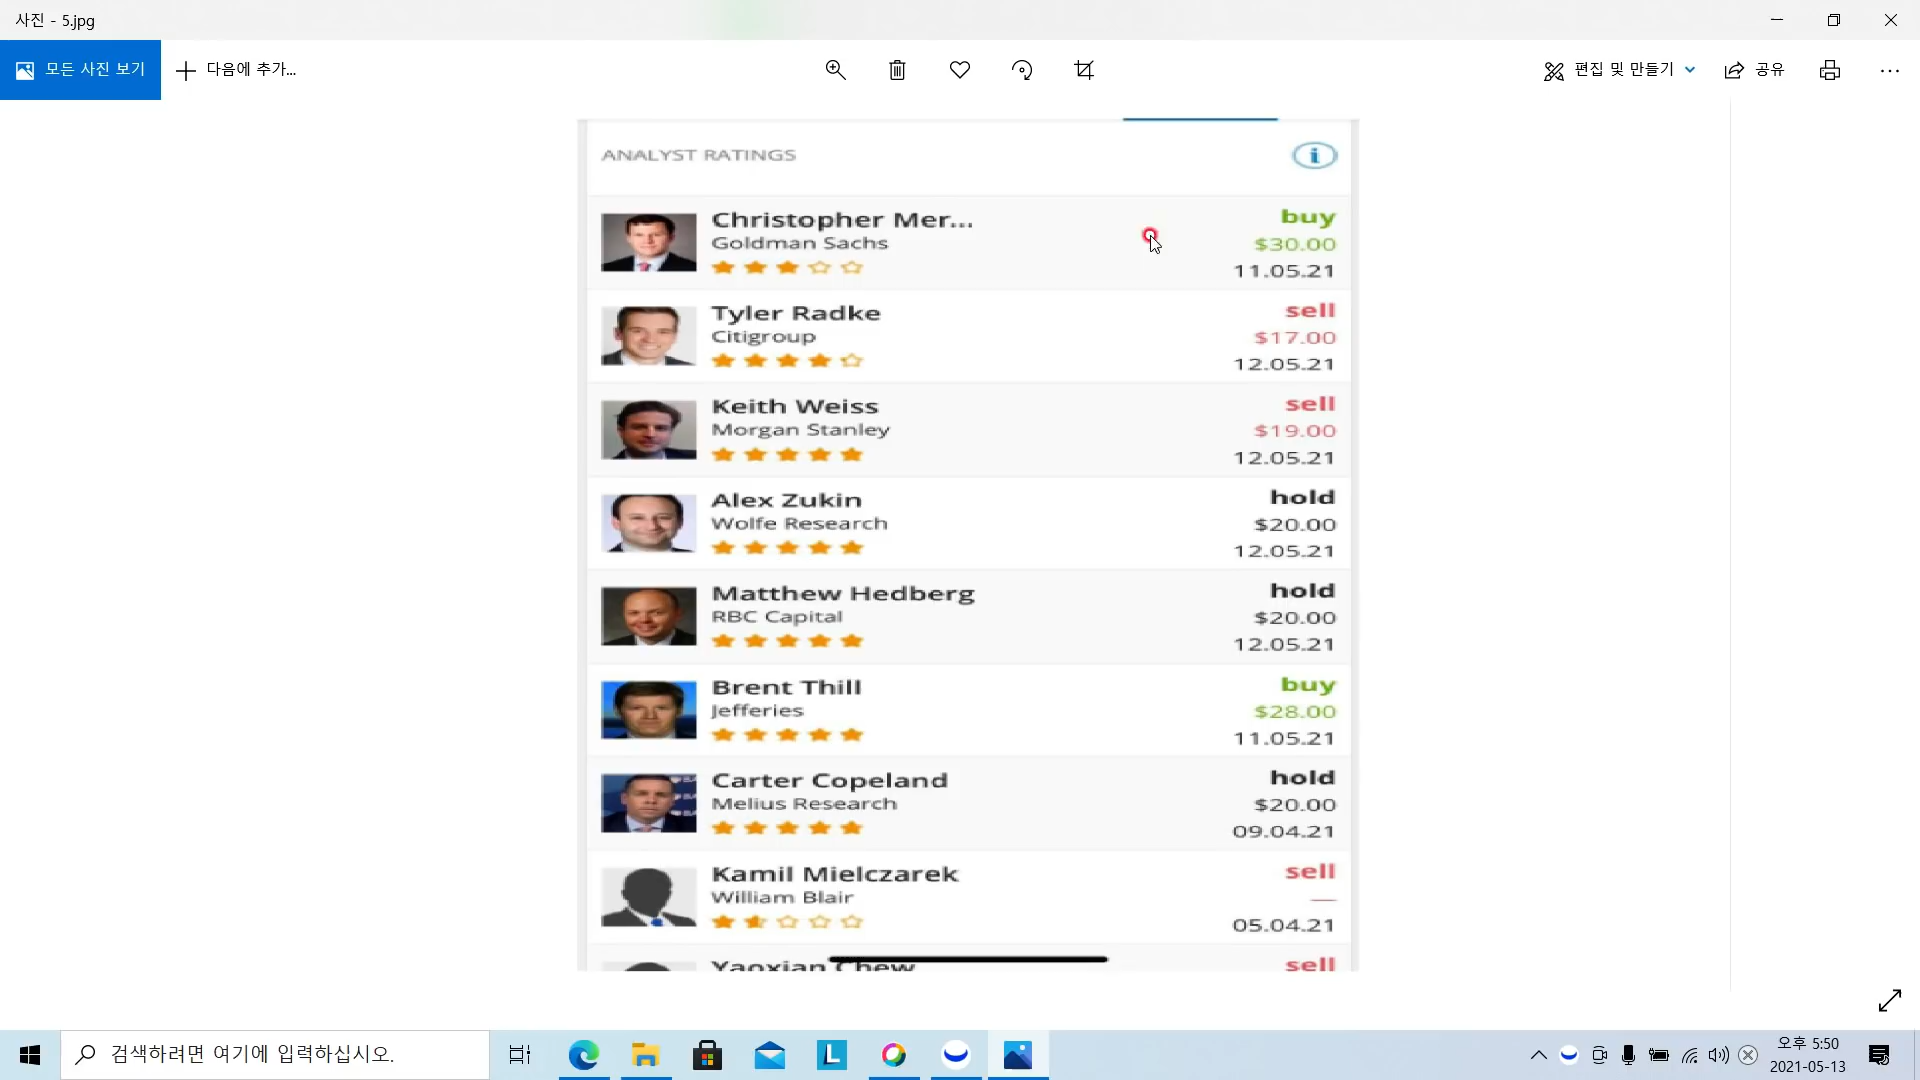 사진 - 5.jpg
모든 사진 보기
다음에 추가...
편집 및 만들기
공유
ANALYST RATINGS
Christopher Mer...
buy
Goldman Sachs
$30.00
11.05.21
Tyler Radke
sell
Citigroup
$17.00
12.05.21
Keith Weiss
sell
Morgan Stanley
$19.00
12.05.21
Alex Zukin
hold
Wolfe Research
$20.00
12.05.21
Matthew Hedberg
hold
RBC Capital
$20.00
12.05.21
Brent Thill
buy
Jefferies
$28.00
11.05.21
Carter Copeland
hold
Melius Research
$20.00
09.04.21
Kamil Mielczarek
sell
William Blair
—
05.04.21
Yaoxian Chew
sell
검색하려면 여기에 입력하십시오.
오후 5:50
2021-05-13